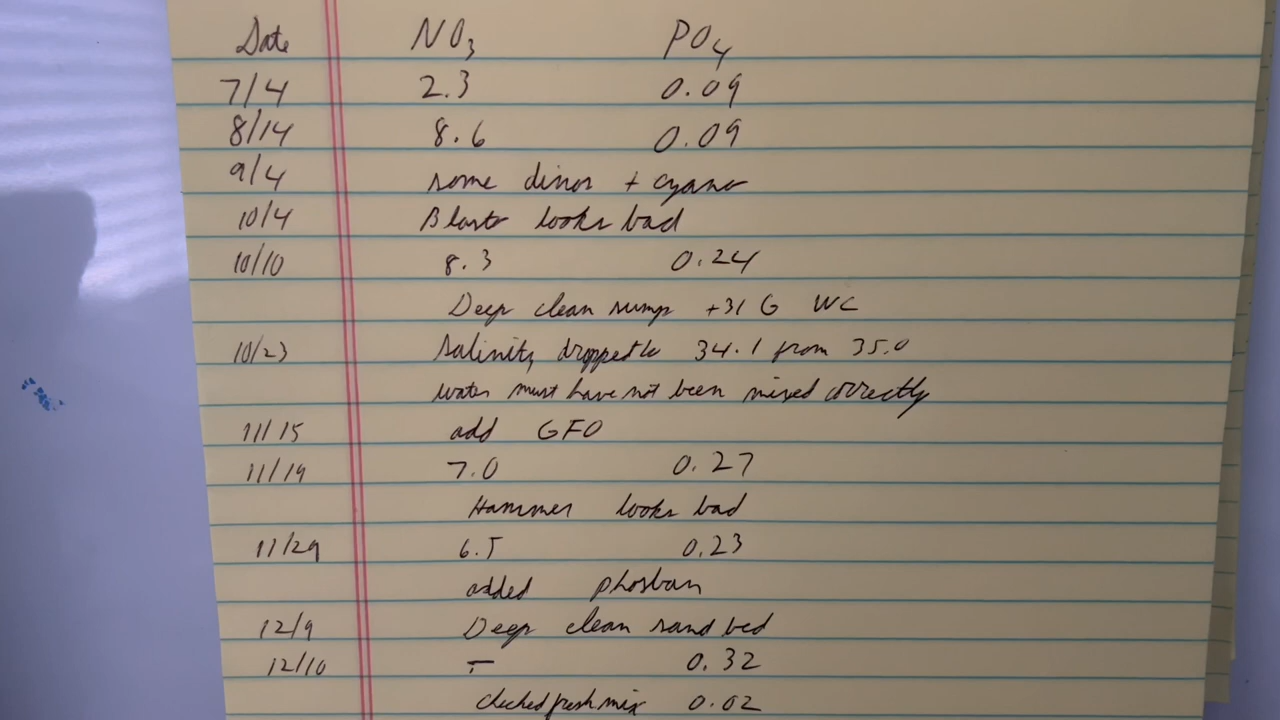 Date NO3 PO4
7/4 2.3 0.09
8/14 8.6 0.09
9/4 some dinos + cyano
10/4 Blasto looks bad
10/10 8.3 0.24
Deep clean sump +31 G WC
10/23 Salinity dropped to 34.1 from 35.0
water must have not been mixed correctly
11/15 add GFO
11/19 7.0 0.27
Hammer looks bad
11/29 6.5 0.23
added phosban
12/9 Deep clean sand bed
12/10 - 0.32
checked fresh mix 0.02